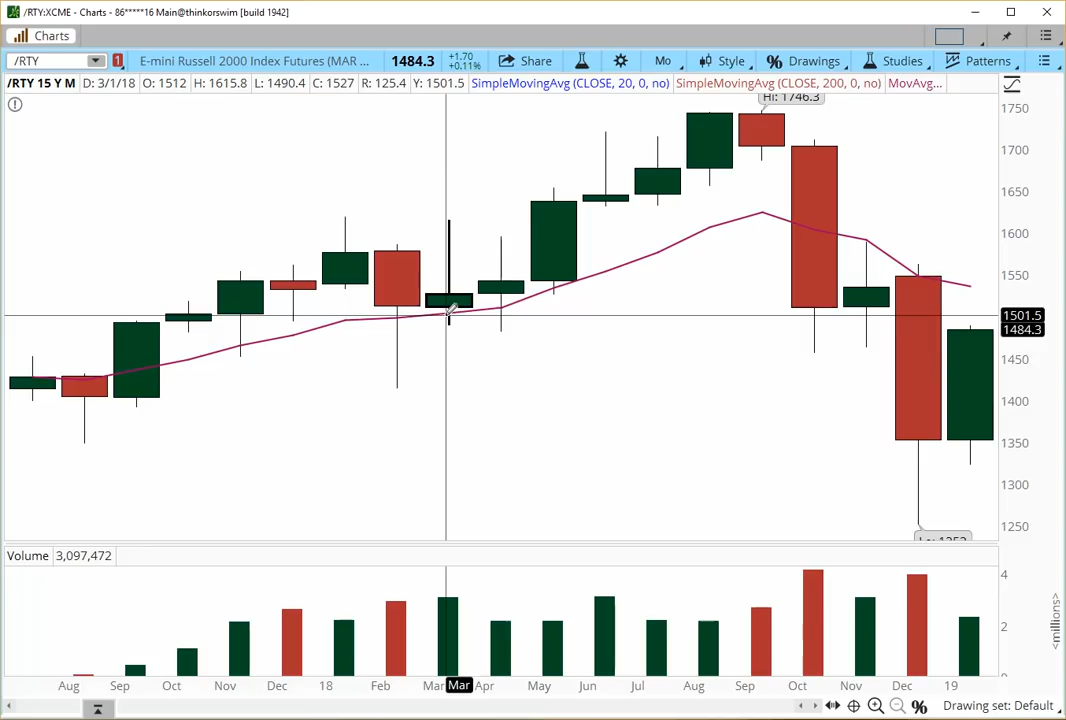 /RTY:XCME - Charts - 86*****16 Main@thinkorswim [build 1942]
Charts
/RTY 1 E-mini Russell 2000 Index Futures (MAR ... 1484.3 +1.70 +0.11% Share Mo Style Drawings Studies Patterns
/RTY 15 Y M D: 3/1/18 O: 1512 H: 1615.8 L: 1490.4 C: 1527 R: 125.4 Y: 1501.5 SimpleMovingAvg (CLOSE, 20, 0, no) SimpleMovingAvg (CLOSE, 200, 0, no) MovAvg...
Hi: 1746.3
1750
1700
1650
1600
1550
1501.5
1484.3
1450
1400
1350
1300
1250
Volume 3,097,472
4
2
<millions>
Aug Sep Oct Nov Dec 18 Feb Mar Mar Apr May Jun Jul Aug Sep Oct Nov Dec 19
Drawing set: Default